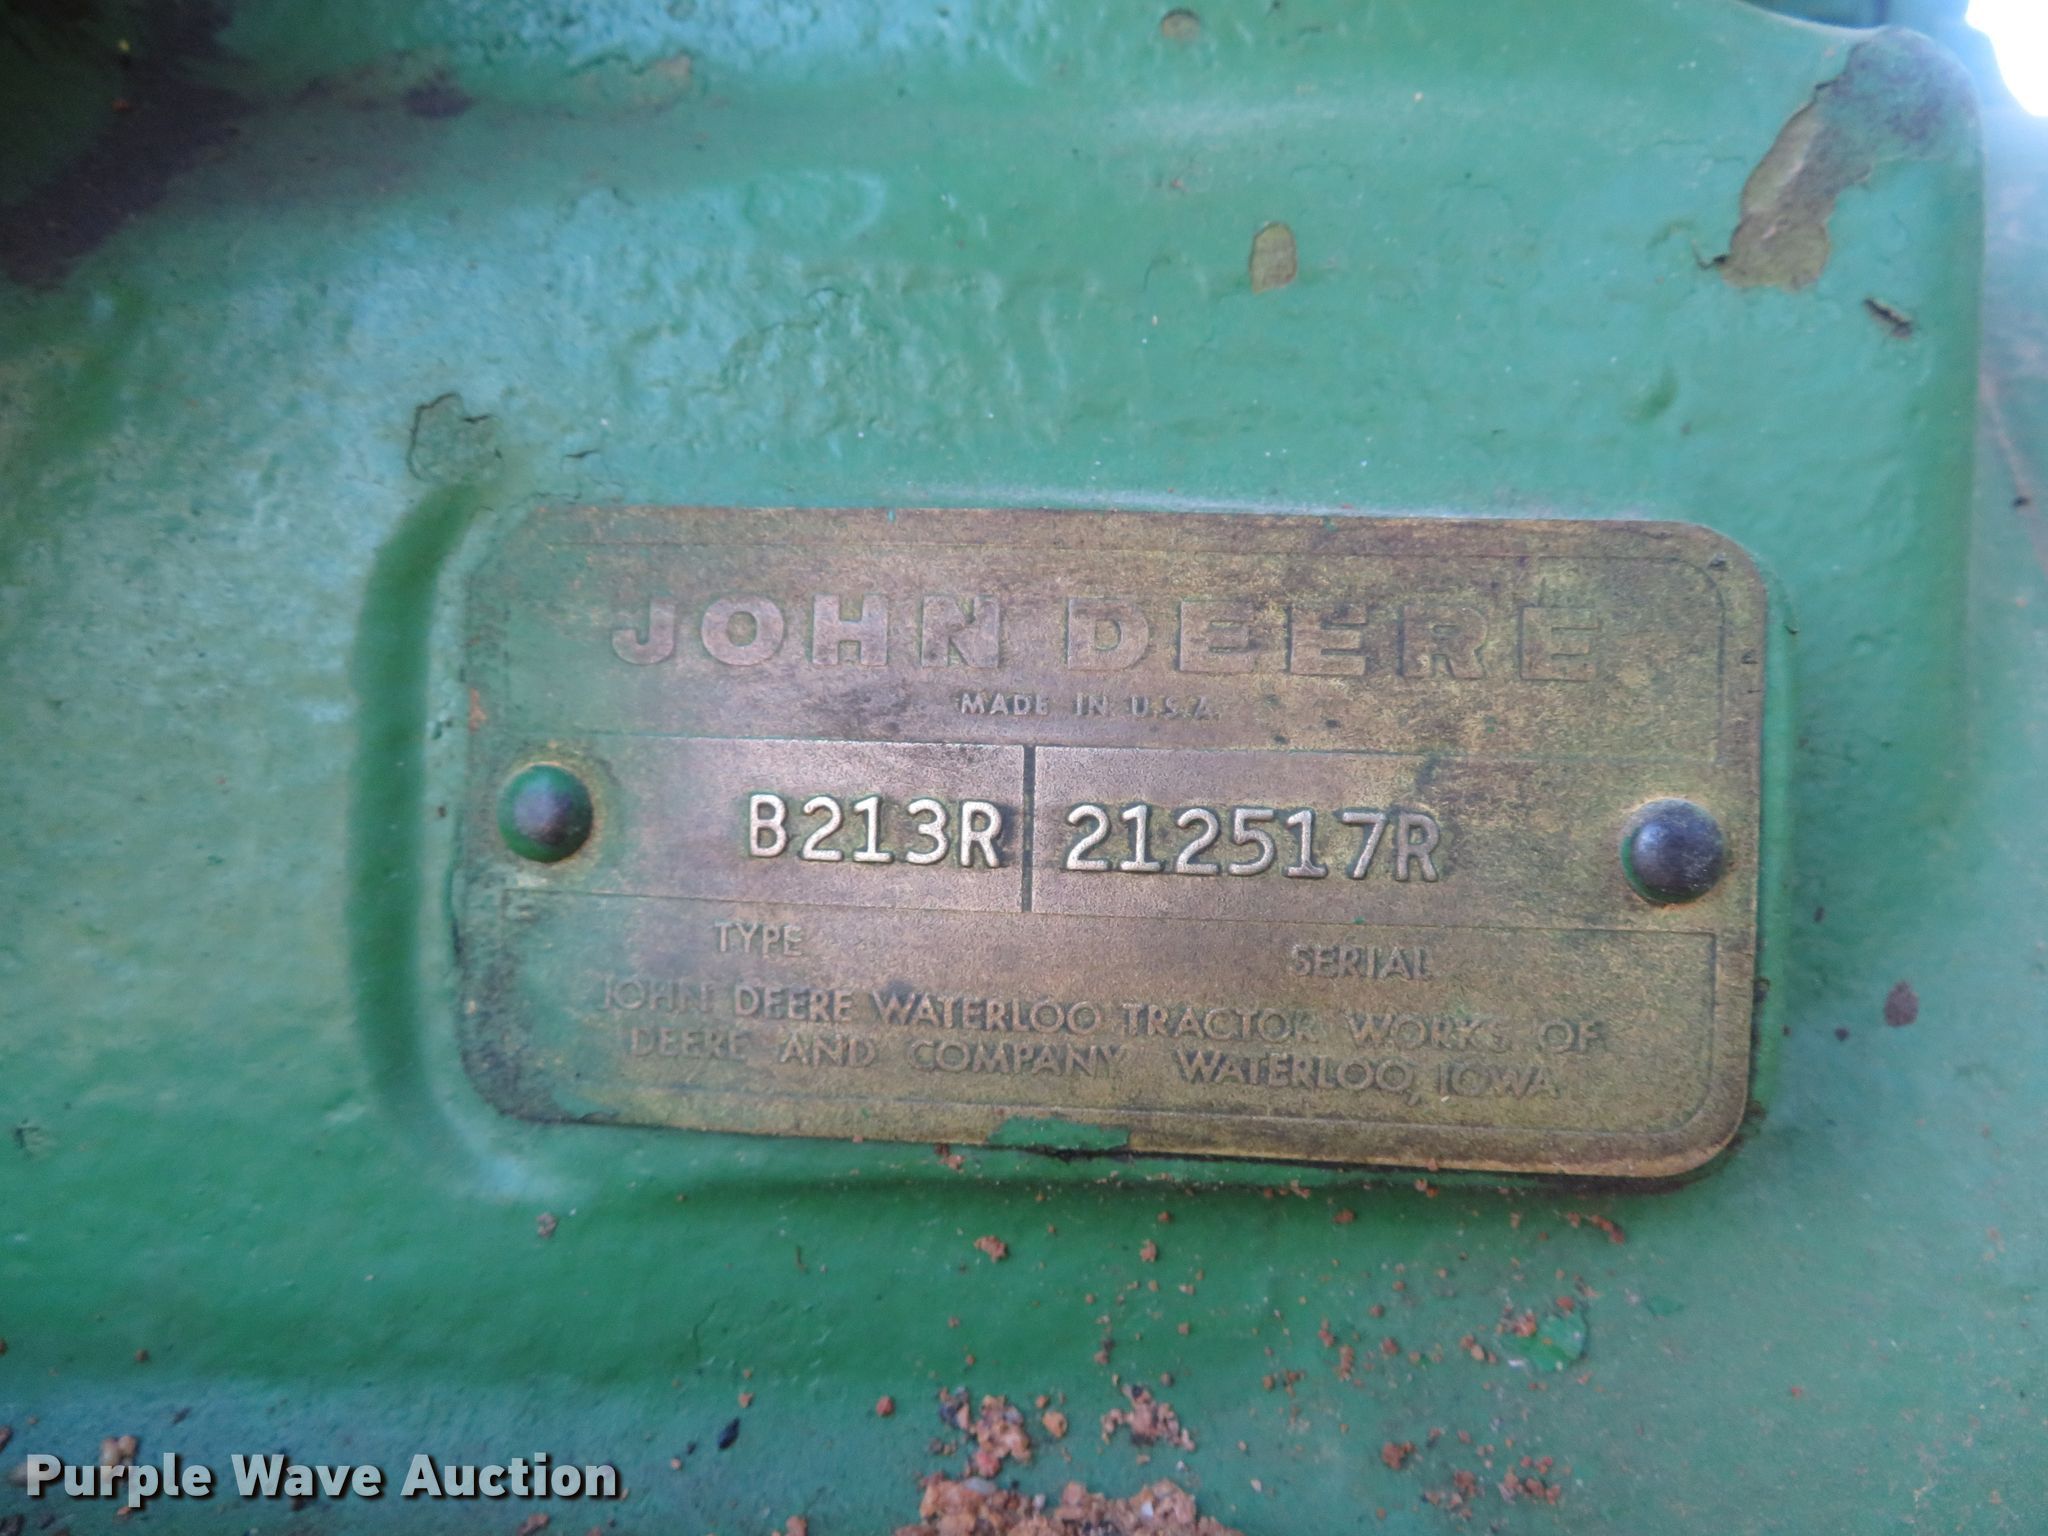 JOHN DEERE
MADE IN U.S.A.
B213R 212517R
TYPE SERIAL
JOHN DEERE WATERLOO TRACTOR WORKS OF
DEERE AND COMPANY WATERLOO, IOWA
Purple Wave Auction